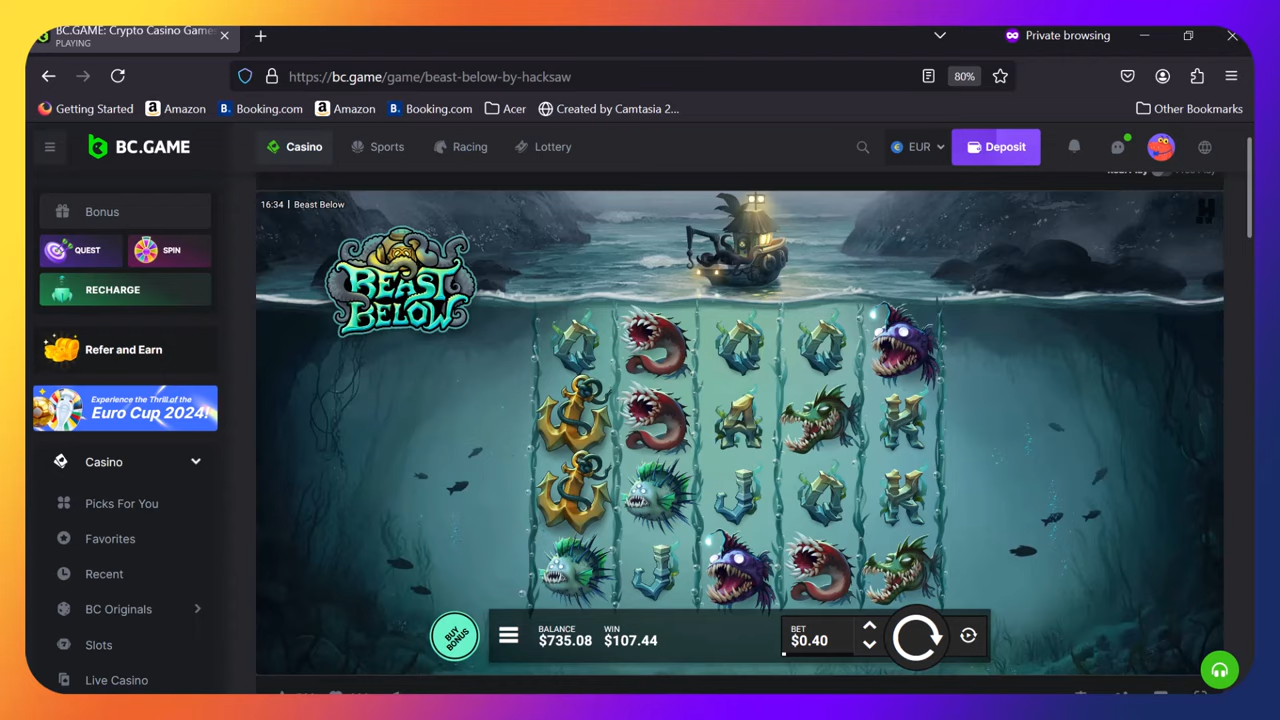 BC.GAME: Crypto Casino Games
PLAYING
Private browsing
https://bc.game/game/beast-below-by-hacksaw
80%
Getting Started
Amazon
B. Booking.com
Amazon
B. Booking.com
Acer
Created by Camtasia 2...
Other Bookmarks
BC.GAME
Casino
Sports
Racing
Lottery
EUR
Deposit
Bonus
QUEST
SPIN
RECHARGE
Refer and Earn
Experience the Thrill of the
Euro Cup 2024!
Casino
Picks For You
Favorites
Recent
BC Originals
Slots
Live Casino
16:34 | Beast Below
BEAST
BELOW
A
K
J
K
J
BUY
BONUS
BALANCE
$735.08
WIN
$107.44
BET
$0.40